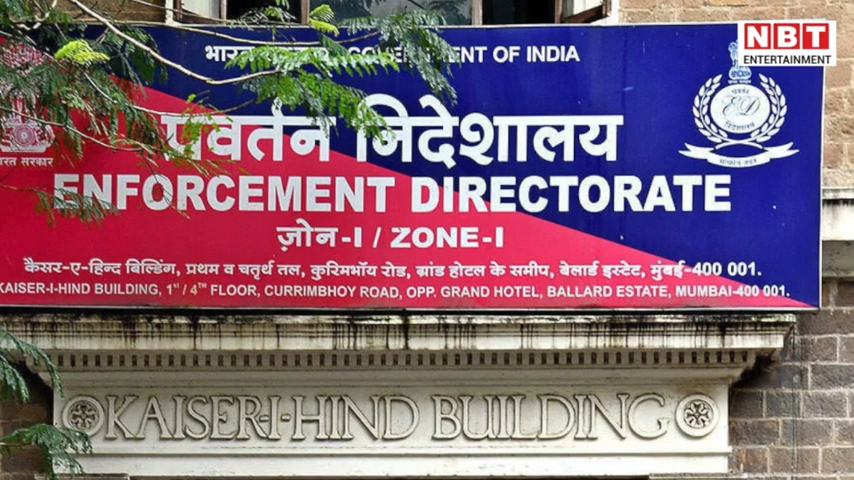 NBT
ENTERTAINMENT
भारत
GOVERNMENT OF INDIA
प्रवर्तन निदेशालय
ENFORCEMENT DIRECTORATE
ज़ोन-I / ZONE-I
कैसर-ए-हिन्द बिल्डिंग, प्रथम व चतुर्थ तल, कुरिमभॉय रोड, ग्रांड होटल के समीप, बेलार्ड इस्टेट, मुंबई-400 001.
KAISER-I-HIND BUILDING, 1st / 4th FLOOR, CURRIMBHOY ROAD, OPP. GRAND HOTEL, BALLARD ESTATE, MUMBAI-400 001.
KAISER-I-HIND BUILDING